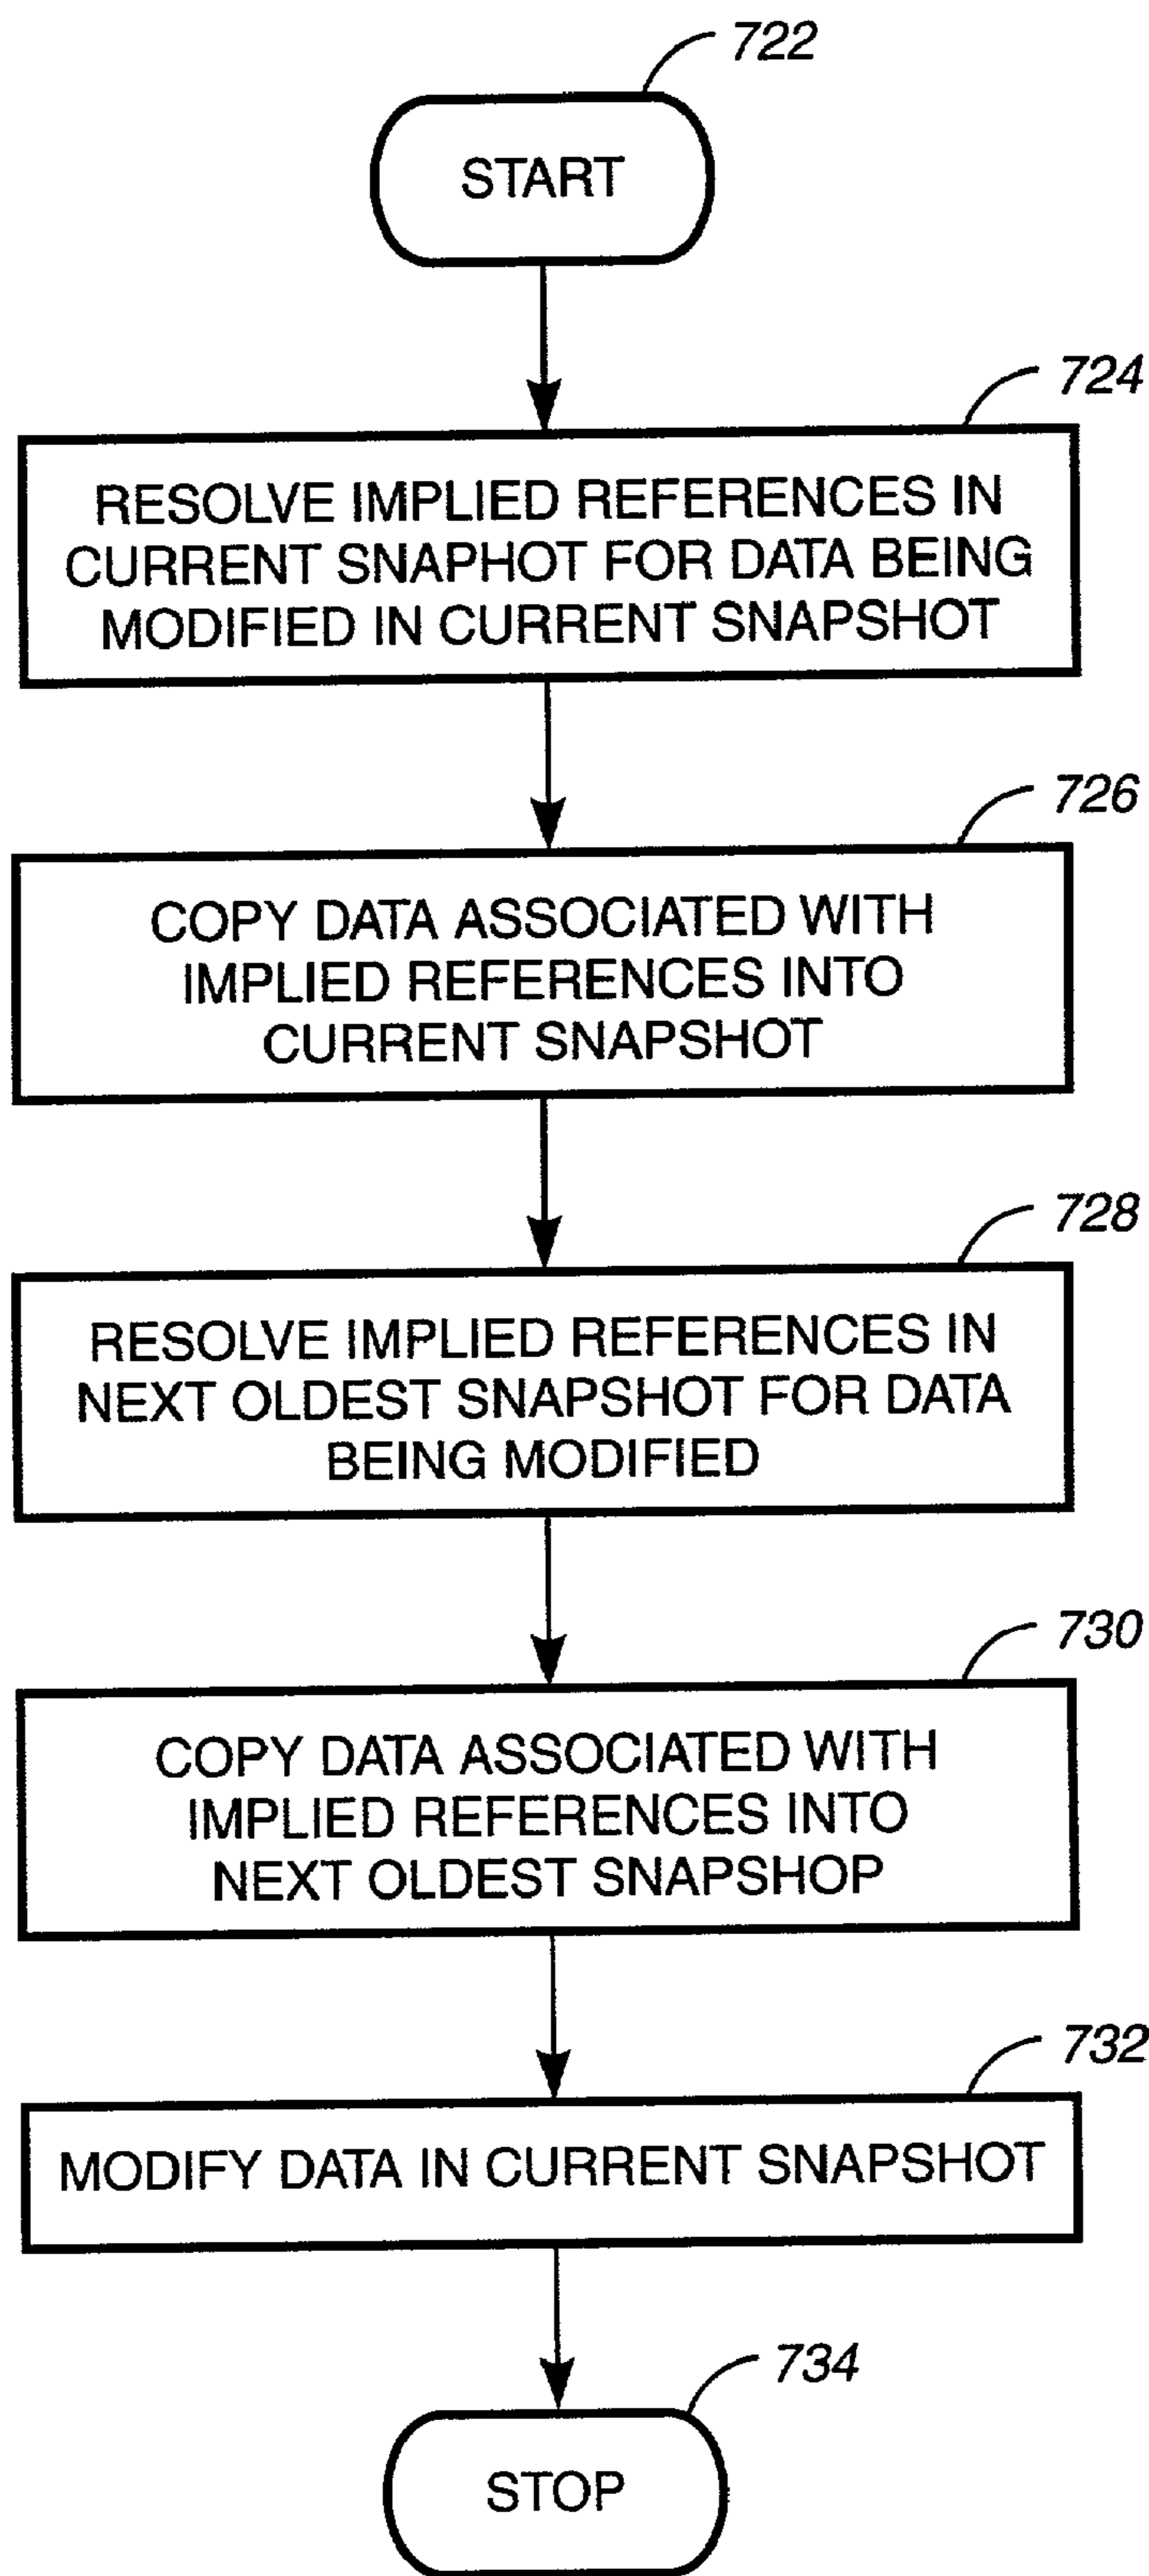 722
START
724
RESOLVE IMPLIED REFERENCES IN
CURRENT SNAPHOT FOR DATA BEING
MODIFIED IN CURRENT SNAPSHOT
726
COPY DATA ASSOCIATED WITH
IMPLIED REFERENCES INTO
CURRENT SNAPSHOT
728
RESOLVE IMPLIED REFERENCES IN
NEXT OLDEST SNAPSHOT FOR DATA
BEING MODIFIED
730
COPY DATA ASSOCIATED WITH
IMPLIED REFERENCES INTO
NEXT OLDEST SNAPSHOP
732
MODIFY DATA IN CURRENT SNAPSHOT
734
STOP